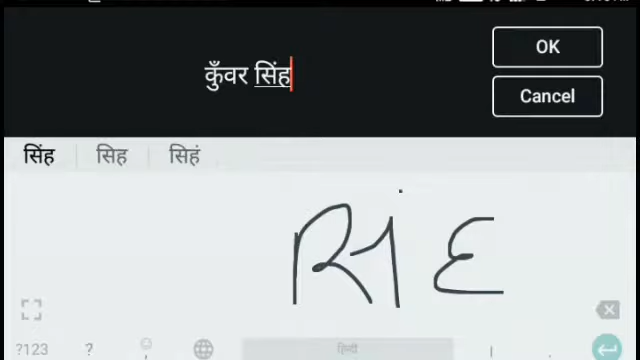 कुँवर सिंह
OK
Cancel
सिंह सिह सिहं
?123 ? , हिन्दी | .